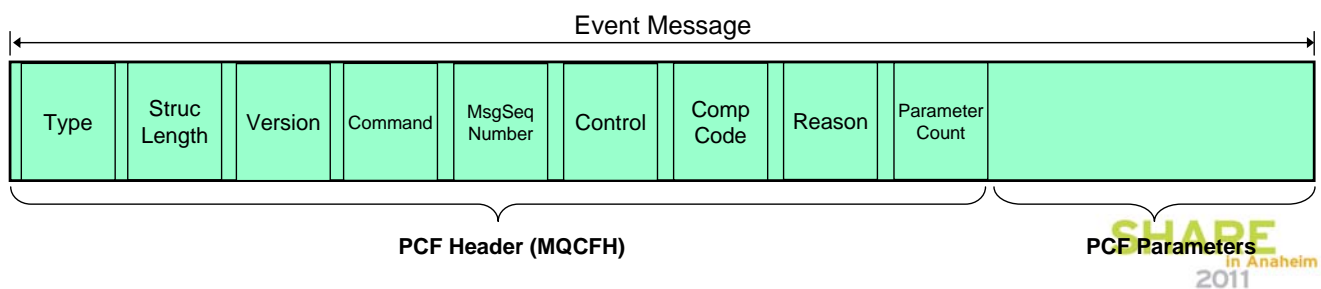 Event Message
Type
Struc
Length
Version
Command
MsgSeq
Number
Control
Comp
Code
Reason
Parameter
Count
PCF Header (MQCFH)
PCF Parameters
SHARE
in Anaheim
2011